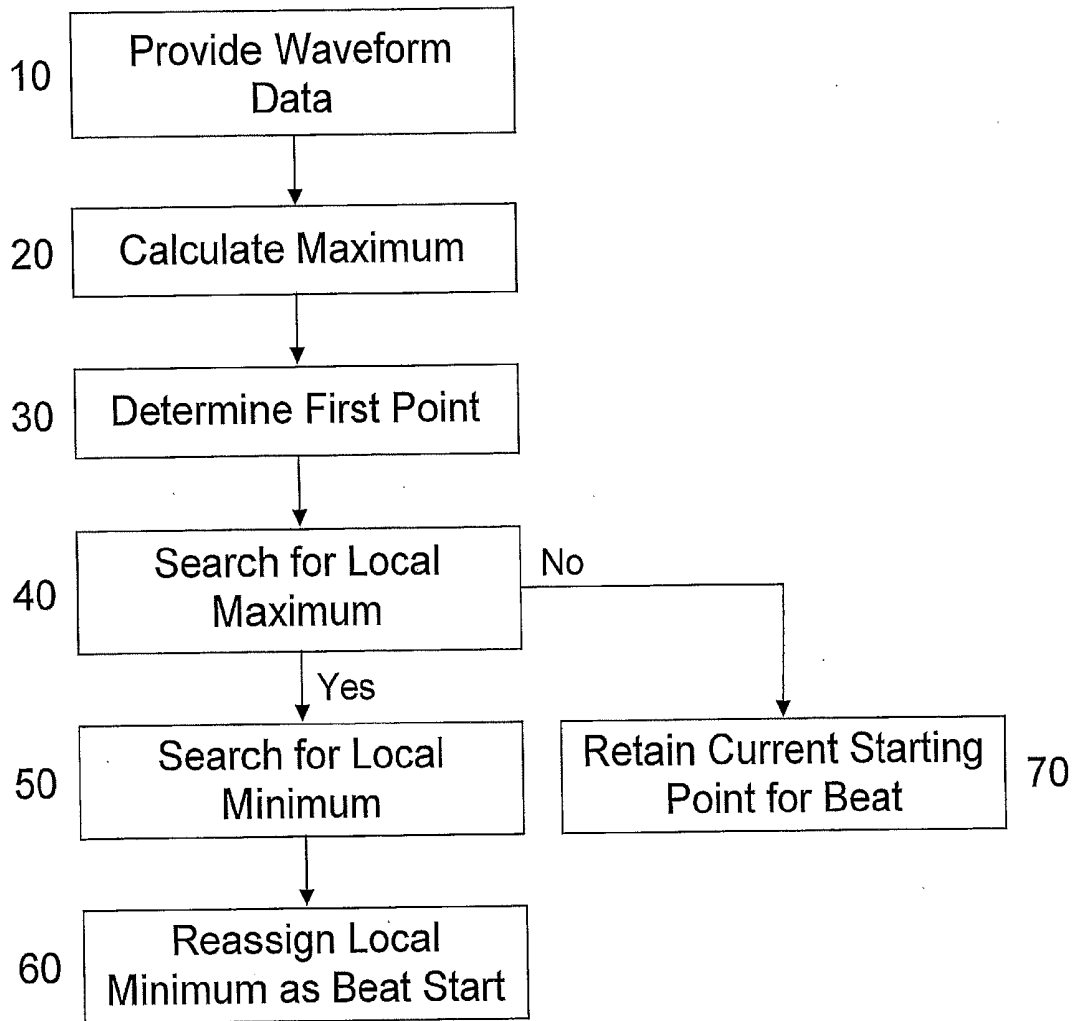 10
Provide Waveform
Data
20
Calculate Maximum
30
Determine First Point
40
Search for Local
Maximum
No
Yes
50
Search for Local
Minimum
Retain Current Starting
Point for Beat
70
60
Reassign Local
Minimum as Beat Start